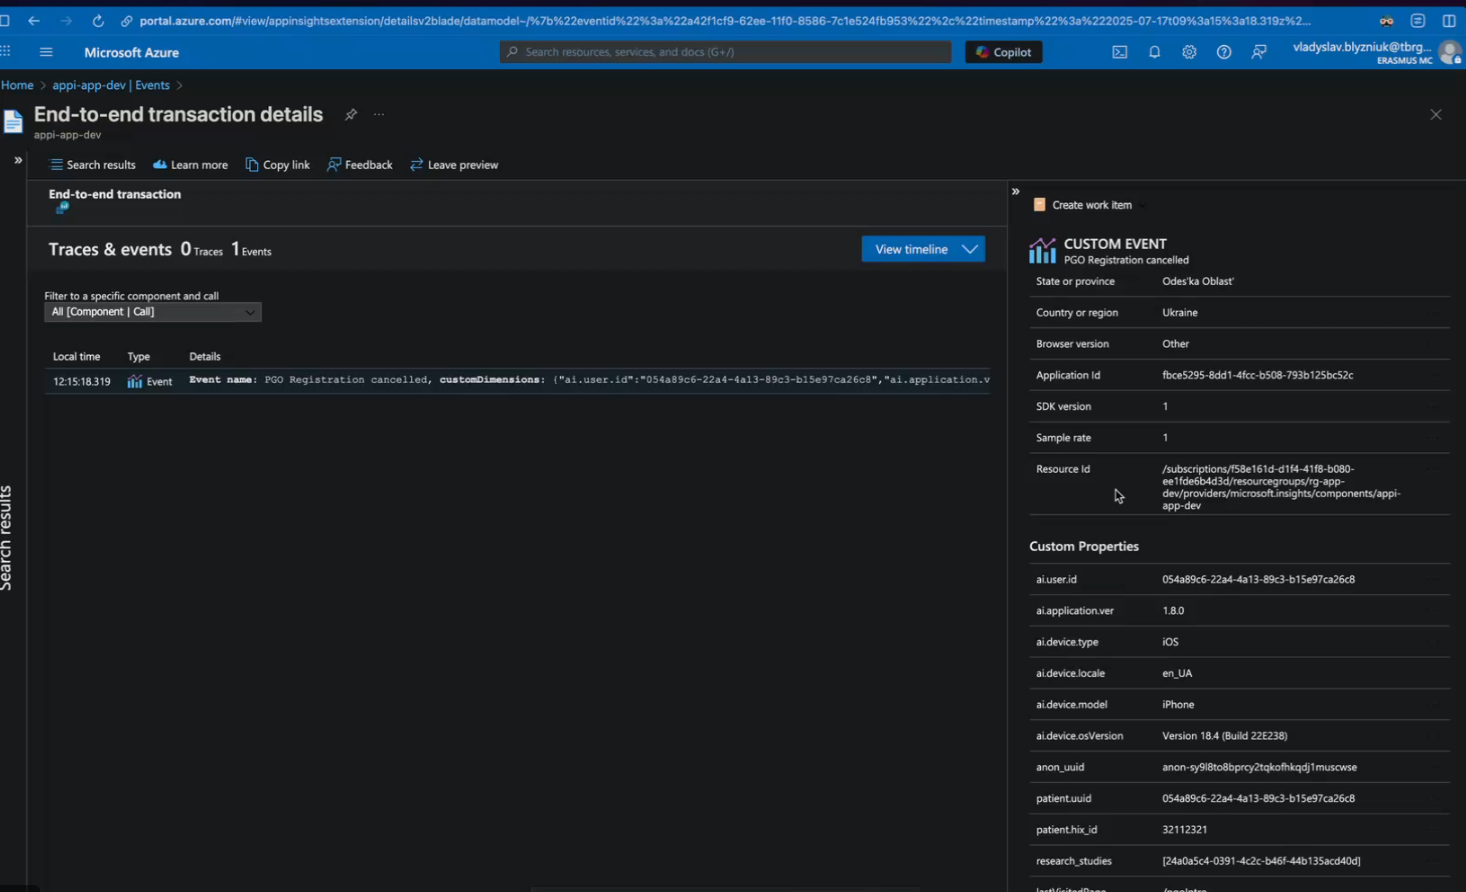 portal.azure.com/#view/appinsightsextension/detailsv2blade/datamodel~/%7b%22eventid%22%3a%22a42f1cf9-62ee-11f0-8586-7c1e524fb953%22%2c%22timestamp%22%3a%222025-07-17t09%3a15%3a18.319z%2...
Microsoft Azure
Search resources, services, and docs (G+/)
Copilot
vladyslav.blyzniuk@tbrg...
ERASMUS MC
Home > appi-app-dev | Events >
End-to-end transaction details
...
appi-app-dev
Search results
Learn more
Copy link
Feedback
Leave preview
End-to-end transaction
Traces & events 0 Traces 1 Events
View timeline
Filter to a specific component and call
All [Component | Call]
Local time Type Details
12:15:18.319 Event Event name: PGO Registration cancelled, customDimensions: {"ai.user.id":"054a89c6-22a4-4a13-89c3-b15e97ca26c8","ai.application.v
Search results
Create work item
CUSTOM EVENT
PGO Registration cancelled
State or province Odes'ka Oblast'
Country or region Ukraine
Browser version Other
Application Id fbce5295-8dd1-4fcc-b508-793b125bc52c
SDK version 1
Sample rate 1
Resource Id /subscriptions/f58e161d-d1f4-41f8-b080-
ee1fde6b4d3d/resourcegroups/rg-app-
dev/providers/microsoft.insights/components/appi-
app-dev
Custom Properties
ai.user.id 054a89c6-22a4-4a13-89c3-b15e97ca26c8
ai.application.ver 1.8.0
ai.device.type iOS
ai.device.locale en_UA
ai.device.model iPhone
ai.device.osVersion Version 18.4 (Build 22E238)
anon_uuid anon-sy9l8to8bprcy2tqkofhkqdj1muscwse
patient.uuid 054a89c6-22a4-4a13-89c3-b15e97ca26c8
patient.hix_id 32112321
research_studies [24a0a5c4-0391-4c2c-b46f-44b135acd40d]
lastVisitedPage /pgoIntro